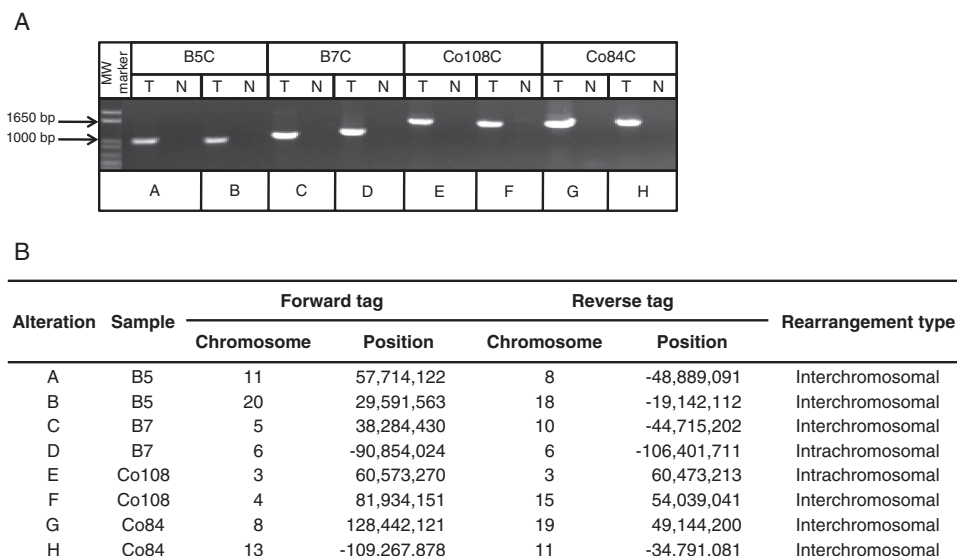 A
MW marker B5C B7C Co108C Co84C
T N T N T N T N T N T N T N T N
1650 bp
1000 bp
A B C D E F G H
B
Alteration Sample Forward tag Reverse tag Rearrangement type
Chromosome Position Chromosome Position
A B5 11 57,714,122 8 -48,889,091 Interchromosomal
B B5 20 29,591,563 18 -19,142,112 Interchromosomal
C B7 5 38,284,430 10 -44,715,202 Interchromosomal
D B7 6 -90,854,024 6 -106,401,711 Intrachromosomal
E Co108 3 60,573,270 3 60,473,213 Intrachromosomal
F Co108 4 81,934,151 15 54,039,041 Interchromosomal
G Co84 8 128,442,121 19 49,144,200 Interchromosomal
H Co84 13 -109,267,878 11 -34,791,081 Interchromosomal